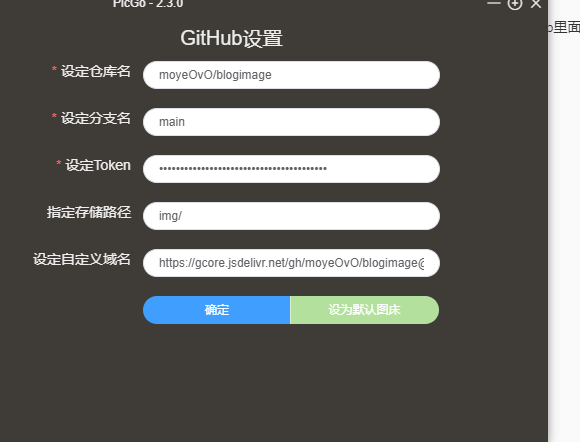 PicGo - 2.3.0
GitHub设置
* 设定仓库名
moyeOvO/blogimage
* 设定分支名
main
* 设定Token
指定存储路径
img/
设定自定义域名
https://gcore.jsdelivr.net/gh/moyeOvO/blogimage@
确定
设为默认图床
里面